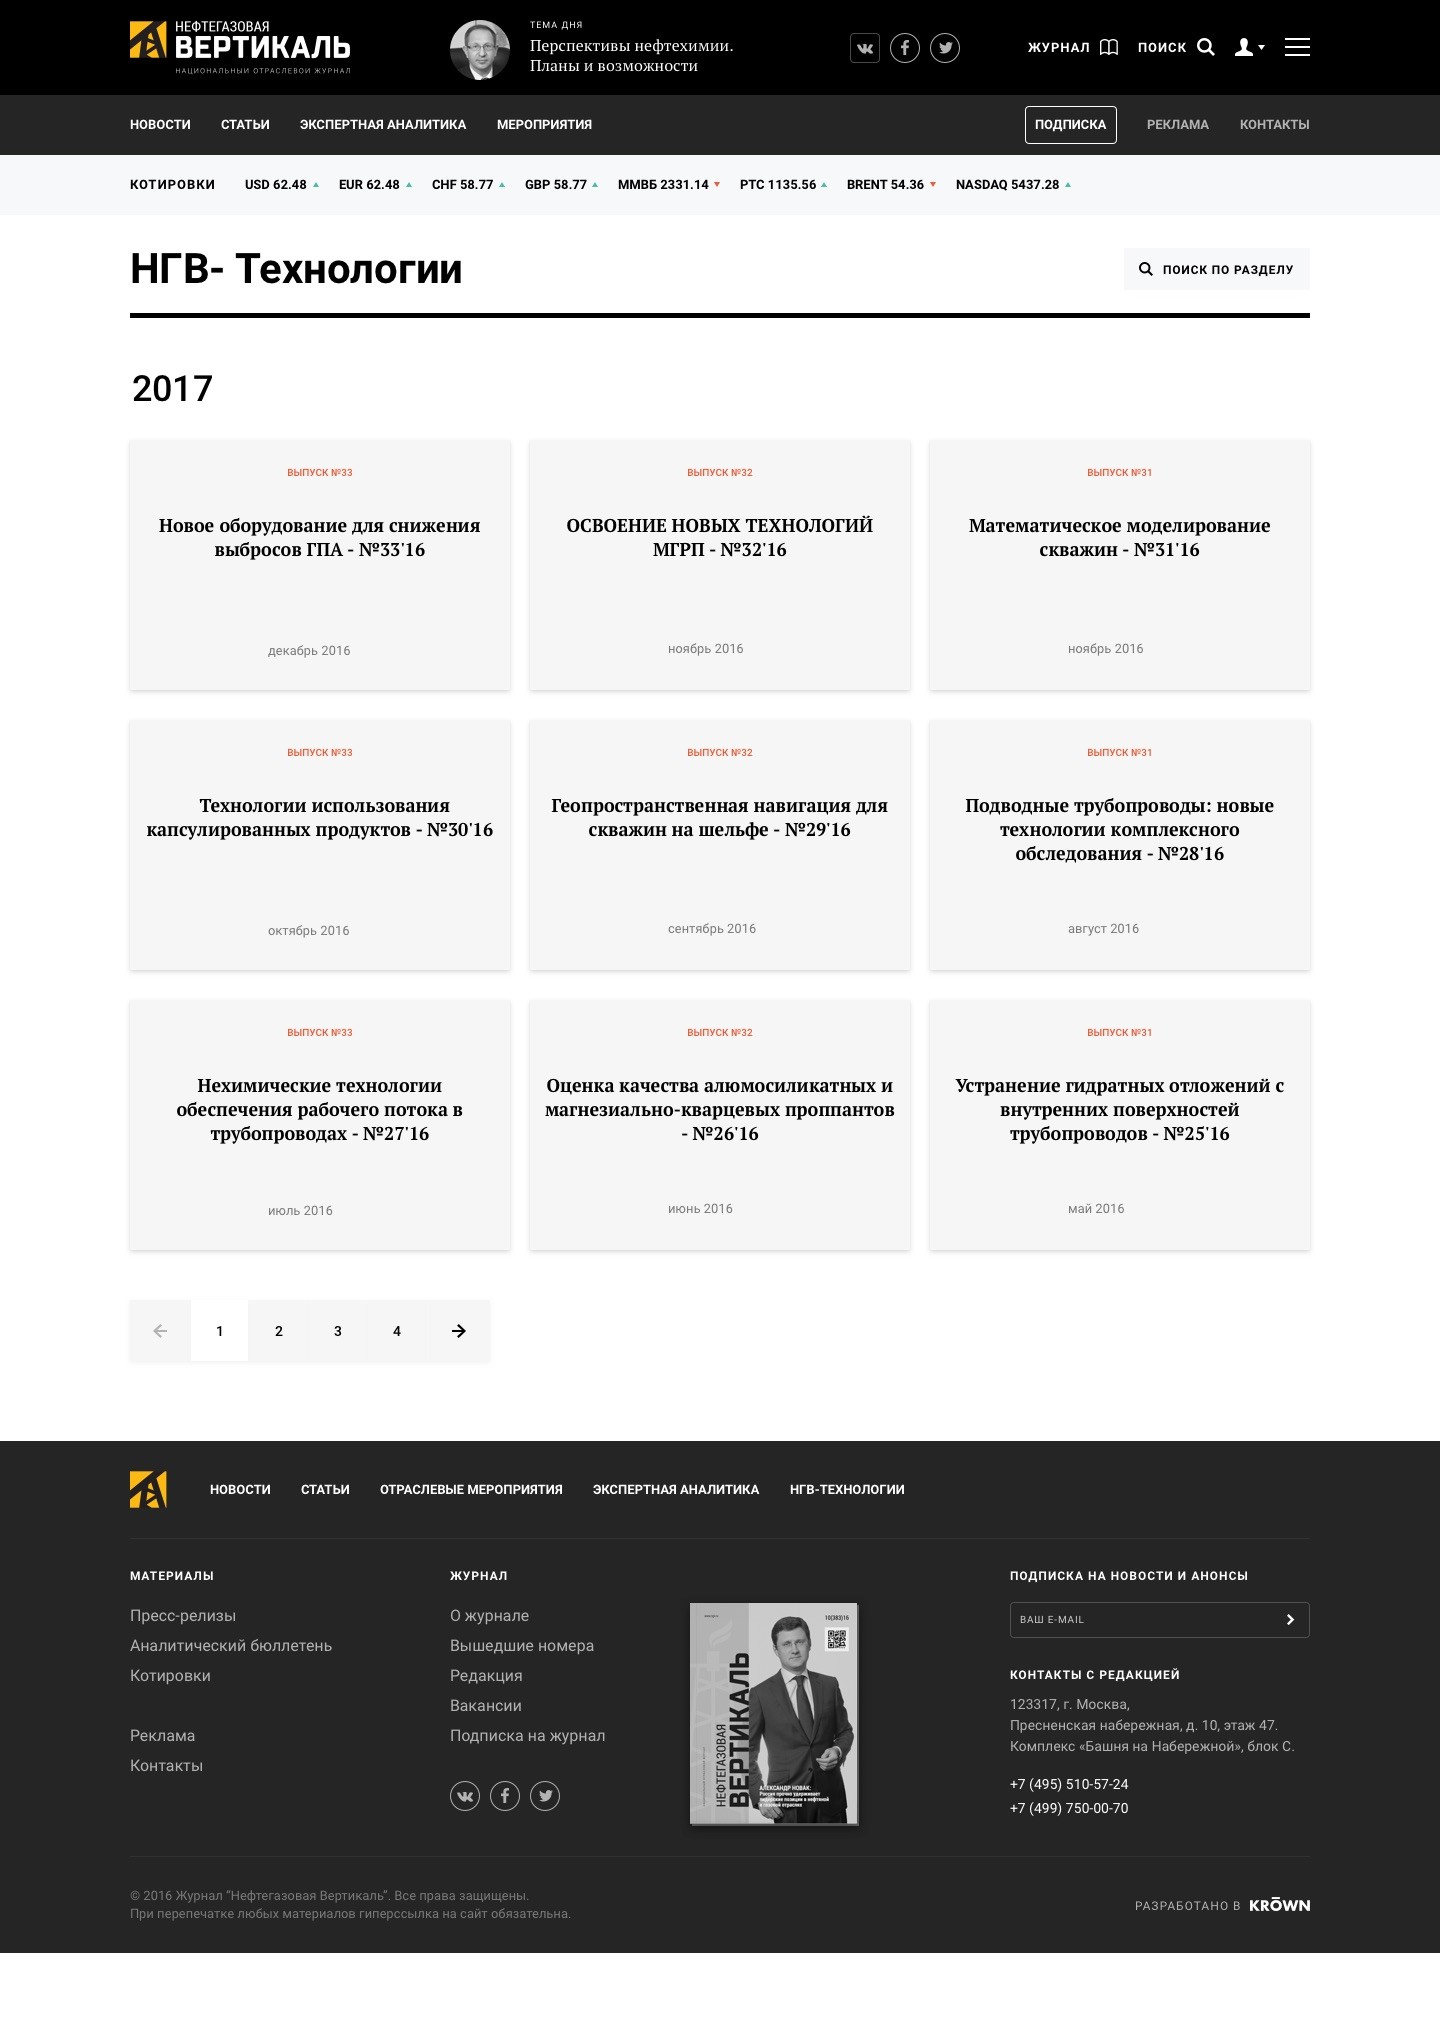 НЕФТЕГАЗОВАЯ
ВЕРТИКАЛЬ
НАЦИОНАЛЬНЫЙ ОТРАСЛЕВОЙ ЖУРНАЛ
ТЕМА ДНЯ
Перспективы нефтехимии.
Планы и возможности
ЖУРНАЛ
ПОИСК
НОВОСТИ СТАТЬИ ЭКСПЕРТНАЯ АНАЛИТИКА МЕРОПРИЯТИЯ ПОДПИСКА РЕКЛАМА КОНТАКТЫ
КОТИРОВКИ USD 62.48 EUR 62.48 CHF 58.77 GBP 58.77 ММВБ 2331.14 РТС 1135.56 BRENT 54.36 NASDAQ 5437.28
НГВ- Технологии
ПОИСК ПО РАЗДЕЛУ
2017
ВЫПУСК №33
Новое оборудование для снижения
выбросов ГПА - №33'16
декабрь 2016
ВЫПУСК №32
ОСВОЕНИЕ НОВЫХ ТЕХНОЛОГИЙ
МГРП - №32'16
ноябрь 2016
ВЫПУСК №31
Математическое моделирование
скважин - №31'16
ноябрь 2016
ВЫПУСК №33
Технологии использования
капсулированных продуктов - №30'16
октябрь 2016
ВЫПУСК №32
Геопространственная навигация для
скважин на шельфе - №29'16
сентябрь 2016
ВЫПУСК №31
Подводные трубопроводы: новые
технологии комплексного
обследования - №28'16
август 2016
ВЫПУСК №33
Нехимические технологии
обеспечения рабочего потока в
трубопроводах - №27'16
июль 2016
ВЫПУСК №32
Оценка качества алюмосиликатных и
магнезиально-кварцевых проппантов
- №26'16
июнь 2016
ВЫПУСК №31
Устранение гидратных отложений с
внутренних поверхностей
трубопроводов - №25'16
май 2016
1 2 3 4
НОВОСТИ СТАТЬИ ОТРАСЛЕВЫЕ МЕРОПРИЯТИЯ ЭКСПЕРТНАЯ АНАЛИТИКА НГВ-ТЕХНОЛОГИИ
МАТЕРИАЛЫ
Пресс-релизы
Аналитический бюллетень
Котировки
Реклама
Контакты
ЖУРНАЛ
О журнале
Вышедшие номера
Редакция
Вакансии
Подписка на журнал
10(383)16
НЕФТЕГАЗОВАЯ
ВЕРТИКАЛЬ
АЛЕКСАНДР НОВАК:
Россия прочно удерживает
лидерские позиции в нефтяной
и газовой отраслях
ПОДПИСКА НА НОВОСТИ И АНОНСЫ
ВАШ E-MAIL
КОНТАКТЫ С РЕДАКЦИЕЙ
123317, г. Москва,
Пресненская набережная, д. 10, этаж 47.
Комплекс «Башня на Набережной», блок С.
+7 (495) 510-57-24
+7 (499) 750-00-70
© 2016 Журнал “Нефтегазовая Вертикаль”. Все права защищены.
При перепечатке любых материалов гиперссылка на сайт обязательна.
РАЗРАБОТАНО В KRŌWN